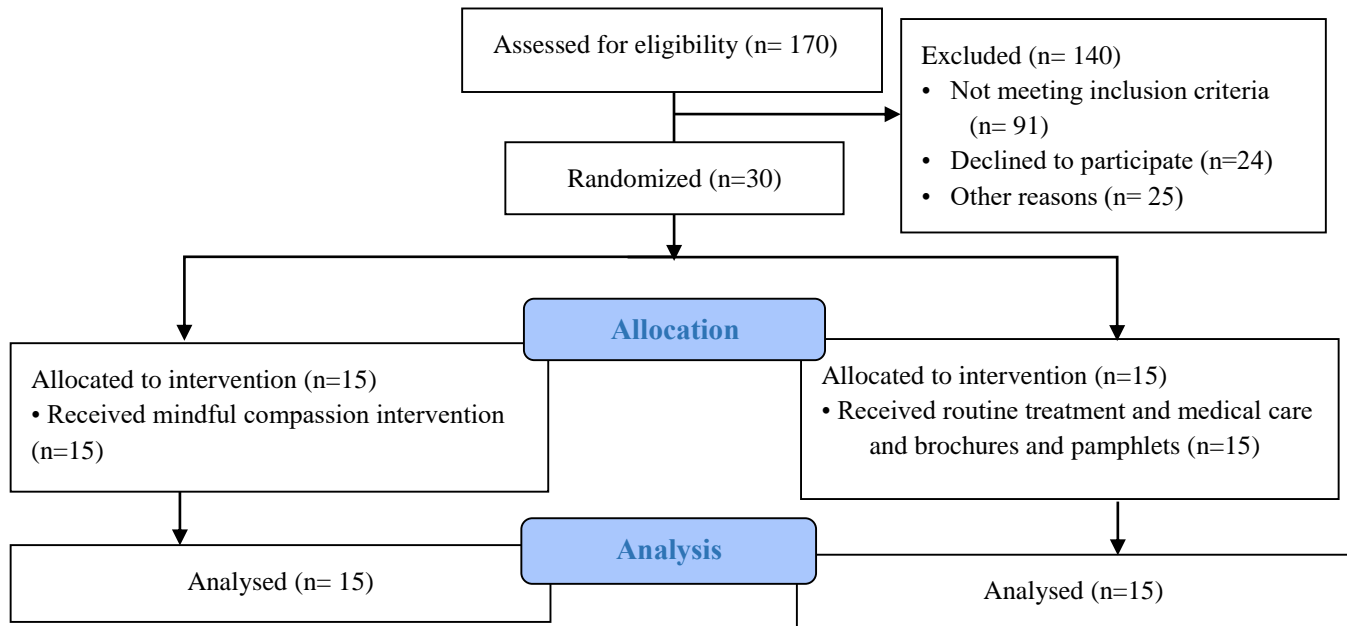 Assessed for eligibility (n= 170)
Excluded (n= 140)
• Not meeting inclusion criteria
(n= 91)
• Declined to participate (n=24)
• Other reasons (n= 25)
Randomized (n=30)
Allocation
Allocated to intervention (n=15)
• Received mindful compassion intervention
(n=15)
Allocated to intervention (n=15)
• Received routine treatment and medical care
and brochures and pamphlets (n=15)
Analysis
Analysed (n= 15)
Analysed (n=15)